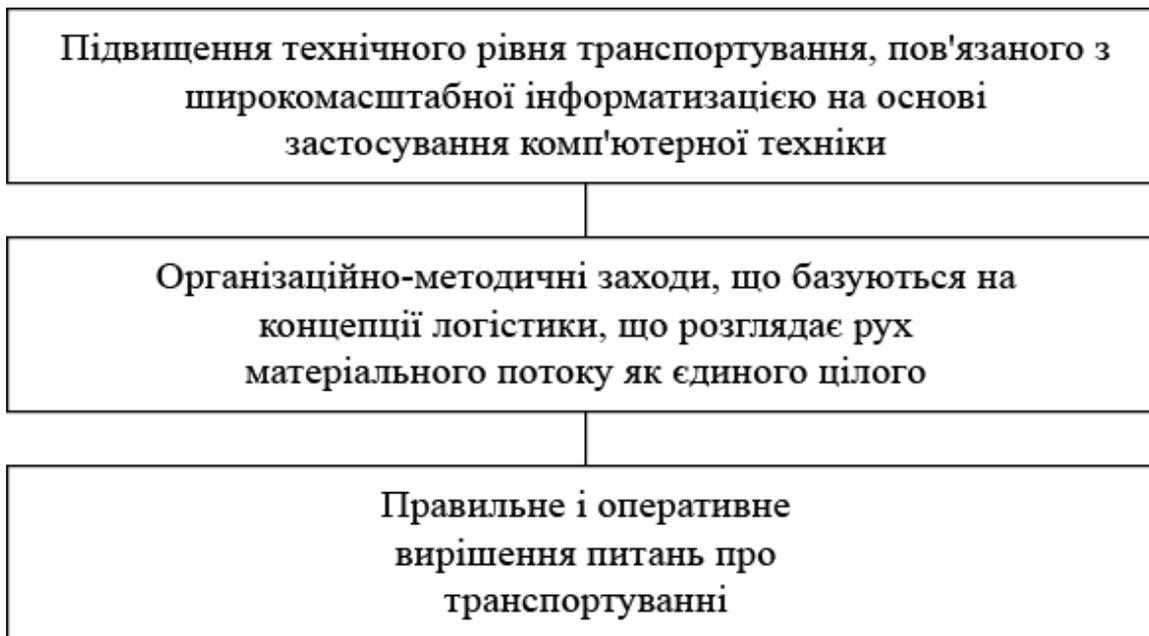 Підвищення технічного рівня транспортування, пов'язаного з
широкомасштабної інформатизацією на основі
застосування комп'ютерної техніки
Організаційно-методичні заходи, що базуються на
концепції логістики, що розглядає рух
матеріального потоку як єдиного цілого
Правильне і оперативне
вирішення питань про
транспортуванні